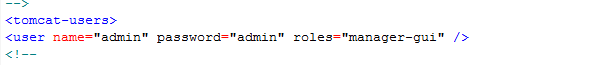 -->
<tomcat-users>
<user name="admin" password="admin" roles="manager-gui" />
<!--